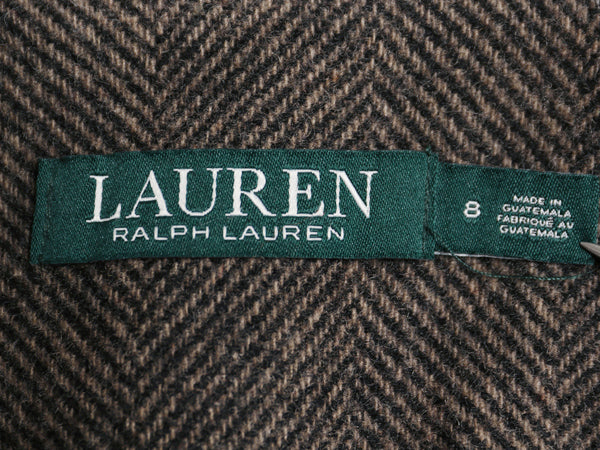 LAUREN
RALPH LAUREN
8
MADE IN
GUATEMALA
FABRIQUÉ AU
GUATEMALA